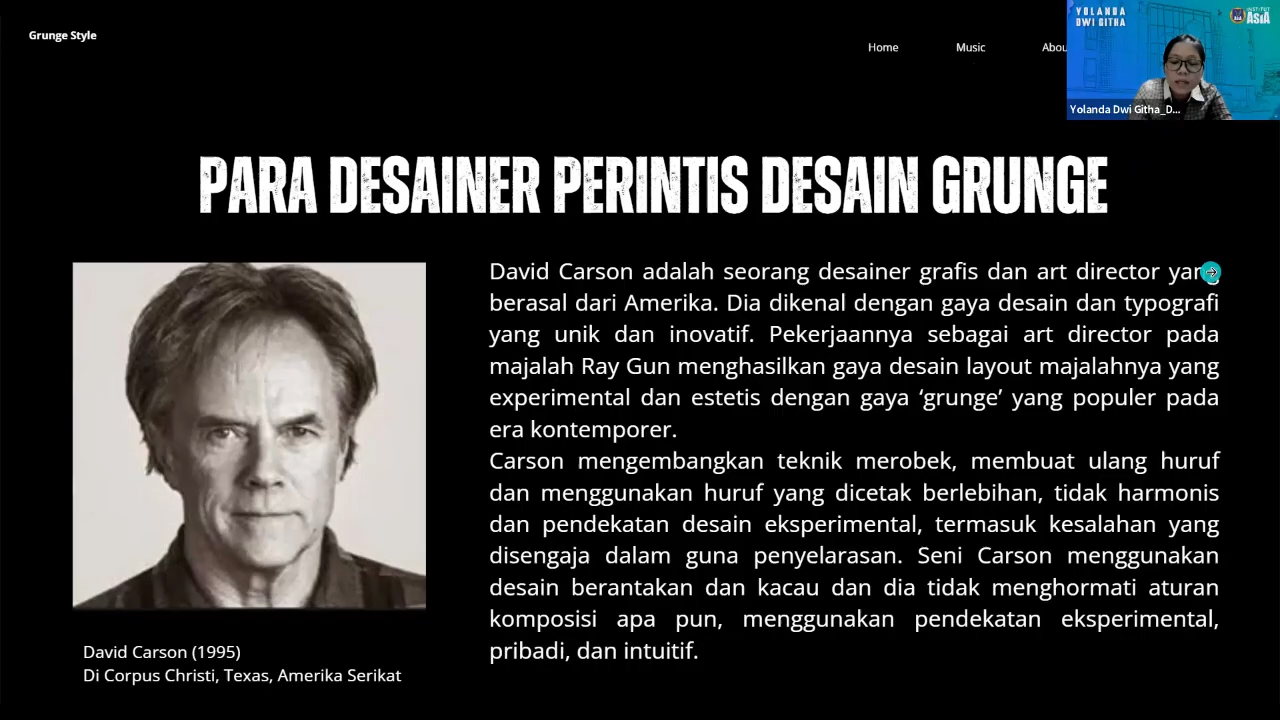 Grunge Style
Home
Music
Abou
YOLANDA
DWI GITHA
INSTITUT
ASIA
Yolanda Dwi Githa_D...
PARA DESAINER PERINTIS DESAIN GRUNGE
David Carson adalah seorang desainer grafis dan art director yang
berasal dari Amerika. Dia dikenal dengan gaya desain dan typografi
yang unik dan inovatif. Pekerjaannya sebagai art director pada
majalah Ray Gun menghasilkan gaya desain layout majalahnya yang
experimental dan estetis dengan gaya ‘grunge’ yang populer pada
era kontemporer.
Carson mengembangkan teknik merobek, membuat ulang huruf
dan menggunakan huruf yang dicetak berlebihan, tidak harmonis
dan pendekatan desain eksperimental, termasuk kesalahan yang
disengaja dalam guna penyelarasan. Seni Carson menggunakan
desain berantakan dan kacau dan dia tidak menghormati aturan
komposisi apa pun, menggunakan pendekatan eksperimental,
pribadi, dan intuitif.
David Carson (1995)
Di Corpus Christi, Texas, Amerika Serikat